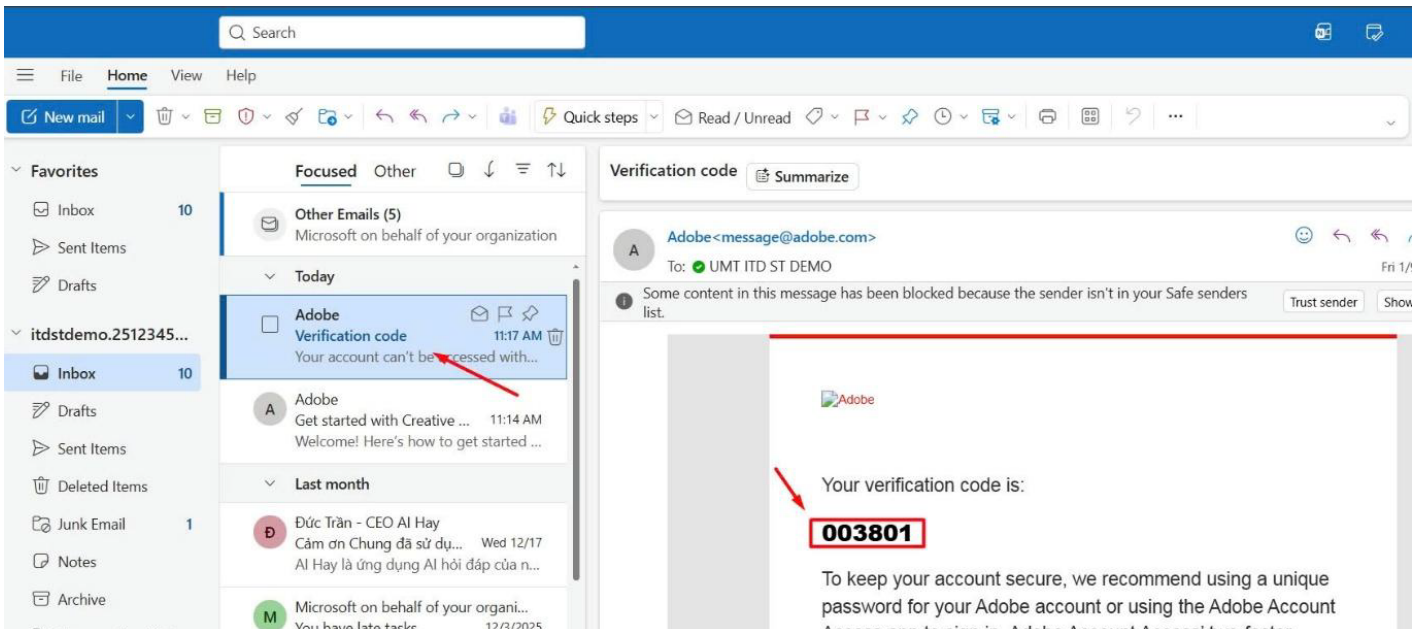 Search
File Home View Help
New mail Quick steps Read / Unread ...
Favorites
Inbox 10
Sent Items
Drafts
itdstdemo.2512345...
Inbox 10
Drafts
Sent Items
Deleted Items
Junk Email 1
Notes
Archive
Focused Other
Other Emails (5)
Microsoft on behalf of your organization
Today
Adobe
Verification code 11:17 AM
Your account can't be accessed with...
A
Adobe
Get started with Creative ... 11:14 AM
Welcome! Here's how to get started ...
Last month
Đ
Đức Trần - CEO AI Hay
Cảm ơn Chung đã sử dụ... Wed 12/17
AI Hay là ứng dụng AI hỏi đáp của n...
M
Microsoft on behalf of your organi...
You have late tasks 12/3/2025
Verification code Summarize
A
Adobe<message@adobe.com>
To: UMT ITD ST DEMO
Fri 1/9
Some content in this message has been blocked because the sender isn't in your Safe senders
list.
Trust sender Show
Adobe
Your verification code is:
003801
To keep your account secure, we recommend using a unique
password for your Adobe account or using the Adobe Account